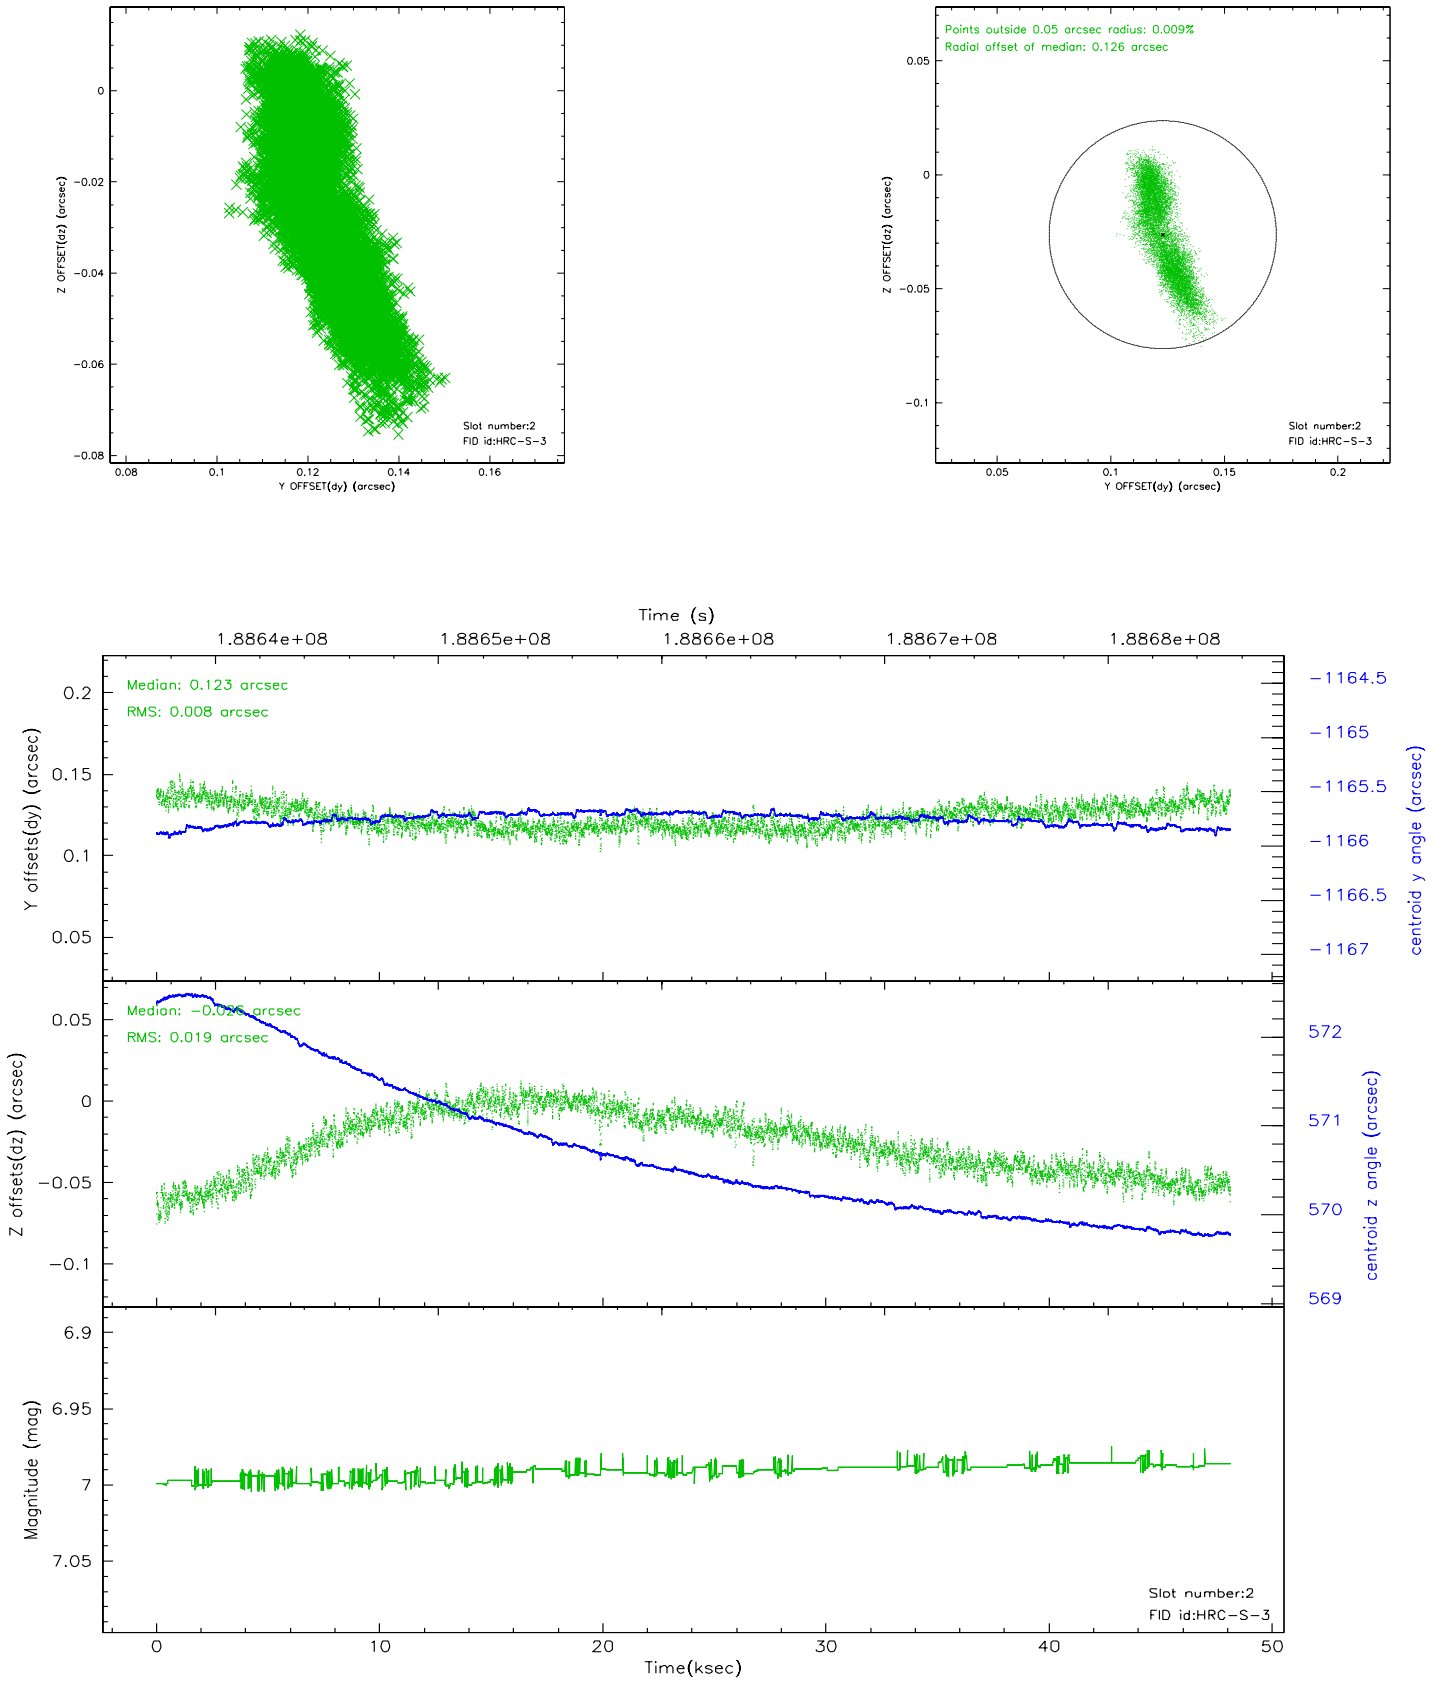 0
−0.02
−0.04
−0.06
−0.08
Z OFFSET(dz) (arcsec)
Slot number:2
FID id:HRC−S−3
0.08 0.1 0.12 0.14 0.16
Y OFFSET(dy) (arcsec)
Points outside 0.05 arcsec radius: 0.009%
Radial offset of median: 0.126 arcsec
0.05
0
−0.05
−0.1
Z OFFSET(dz) (arcsec)
Slot number:2
FID id:HRC−S−3
0.05 0.1 0.15 0.2
Y OFFSET(dy) (arcsec)
Time (s)
1.8864e+08 1.8865e+08 1.8866e+08 1.8867e+08 1.8868e+08
Median: 0.123 arcsec
RMS: 0.008 arcsec
0.2
0.15
0.1
0.05
Y offsets(dy) (arcsec)
−1164.5
−1165
−1165.5
−1166
−1166.5
−1167
centroid y angle (arcsec)
Median: −0.026 arcsec
RMS: 0.019 arcsec
0.05
0
−0.05
−0.1
Z offsets(dz) (arcsec)
572
571
570
569
centroid z angle (arcsec)
6.9
6.95
7
7.05
Magnitude (mag)
Slot number:2
FID id:HRC−S−3
0 10 20 30 40 50
Time(ksec)